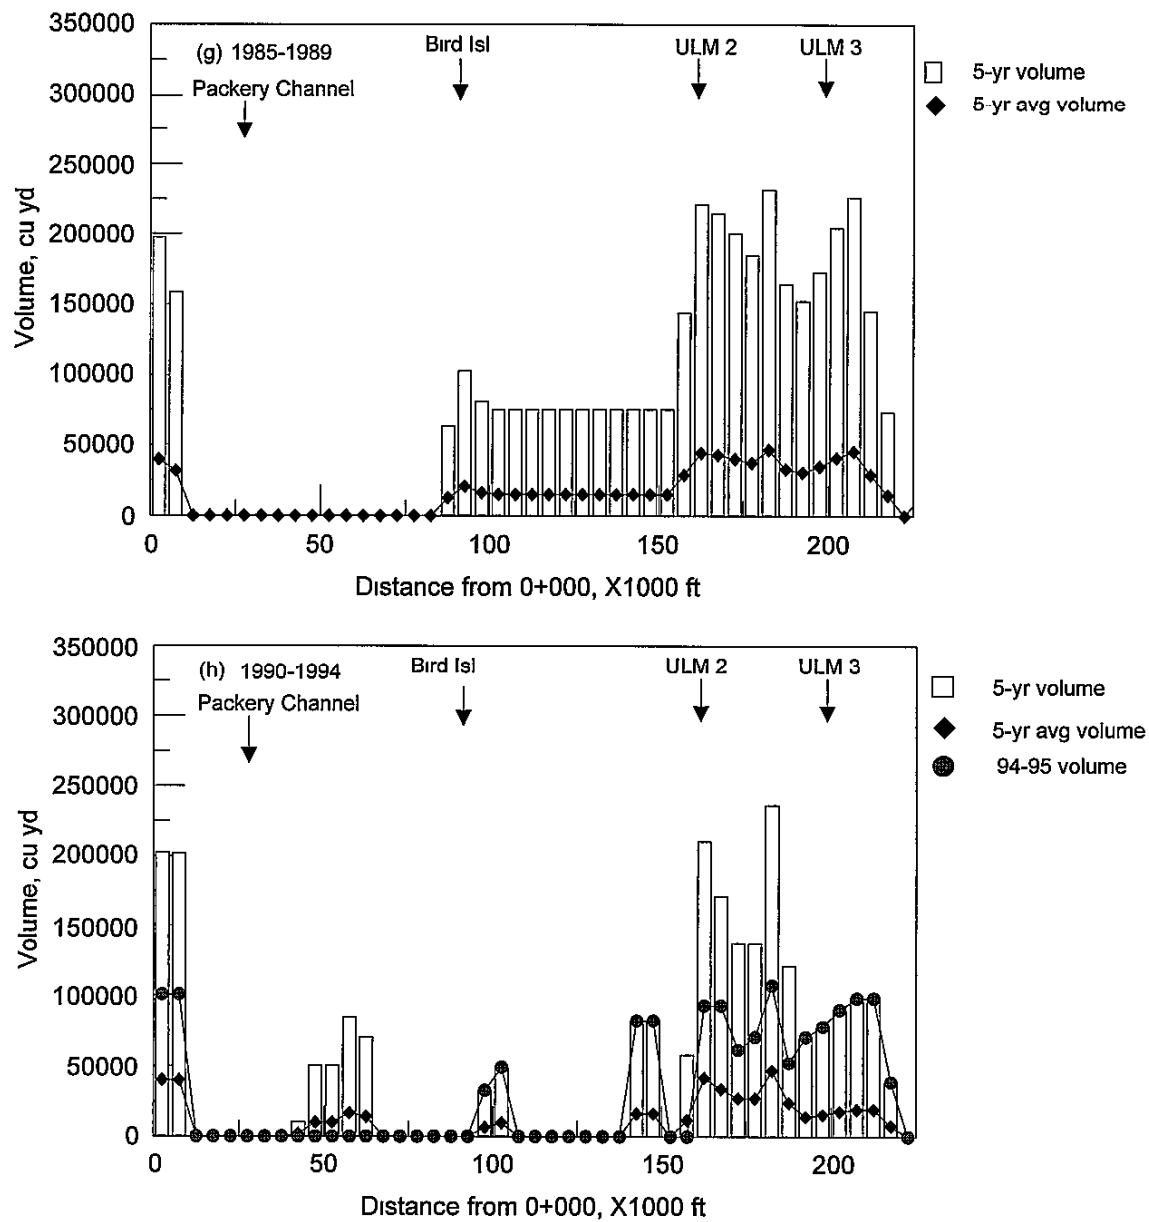 350000
300000
250000
200000
150000
100000
50000
0
Volume, cu yd
(g) 1985-1989
Packery Channel
Bird Isl
ULM 2
ULM 3
5-yr volume
5-yr avg volume
0 50 100 150 200
Distance from 0+000, X1000 ft
350000
300000
250000
200000
150000
100000
50000
0
Volume, cu yd
(h) 1990-1994
Packery Channel
Bird Isl
ULM 2
ULM 3
5-yr volume
5-yr avg volume
94-95 volume
0 50 100 150 200
Distance from 0+000, X1000 ft